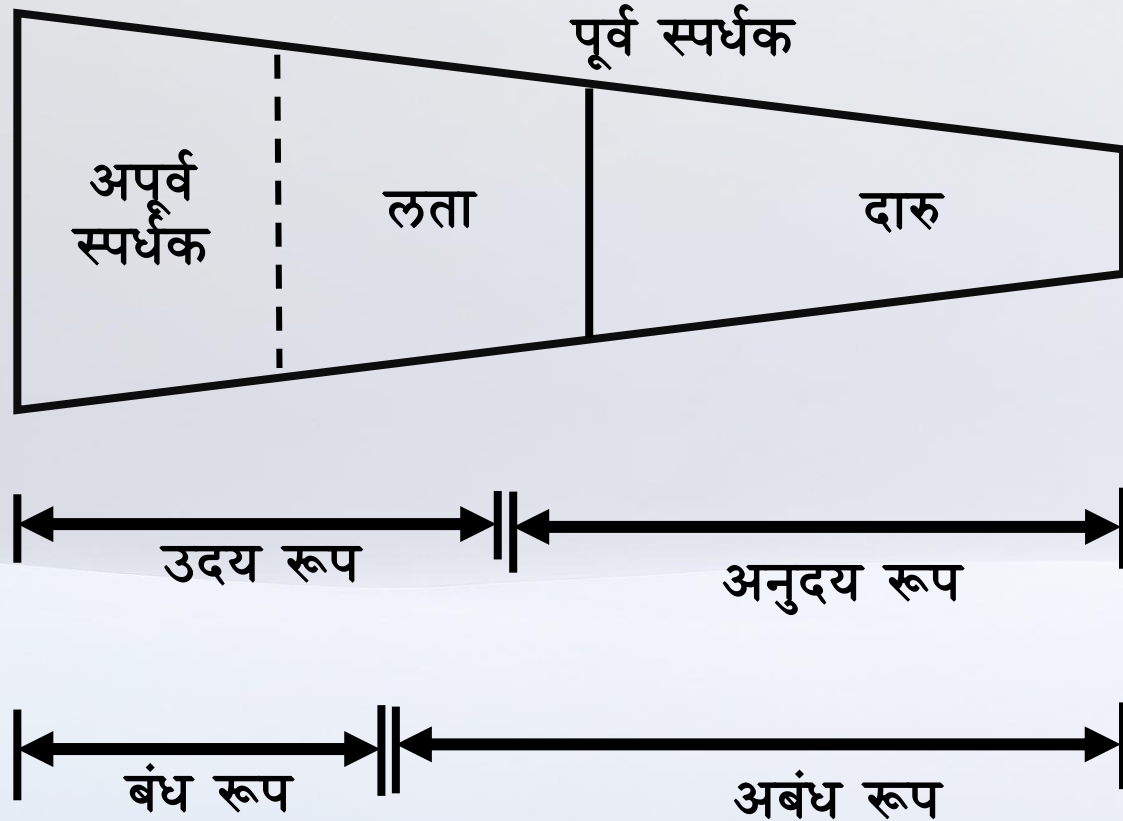 पूर्व स्पर्धक
अपूर्व
स्पर्धक
लता
दारु
उदय रूप
अनुदय रूप
बंध रूप
अबंध रूप